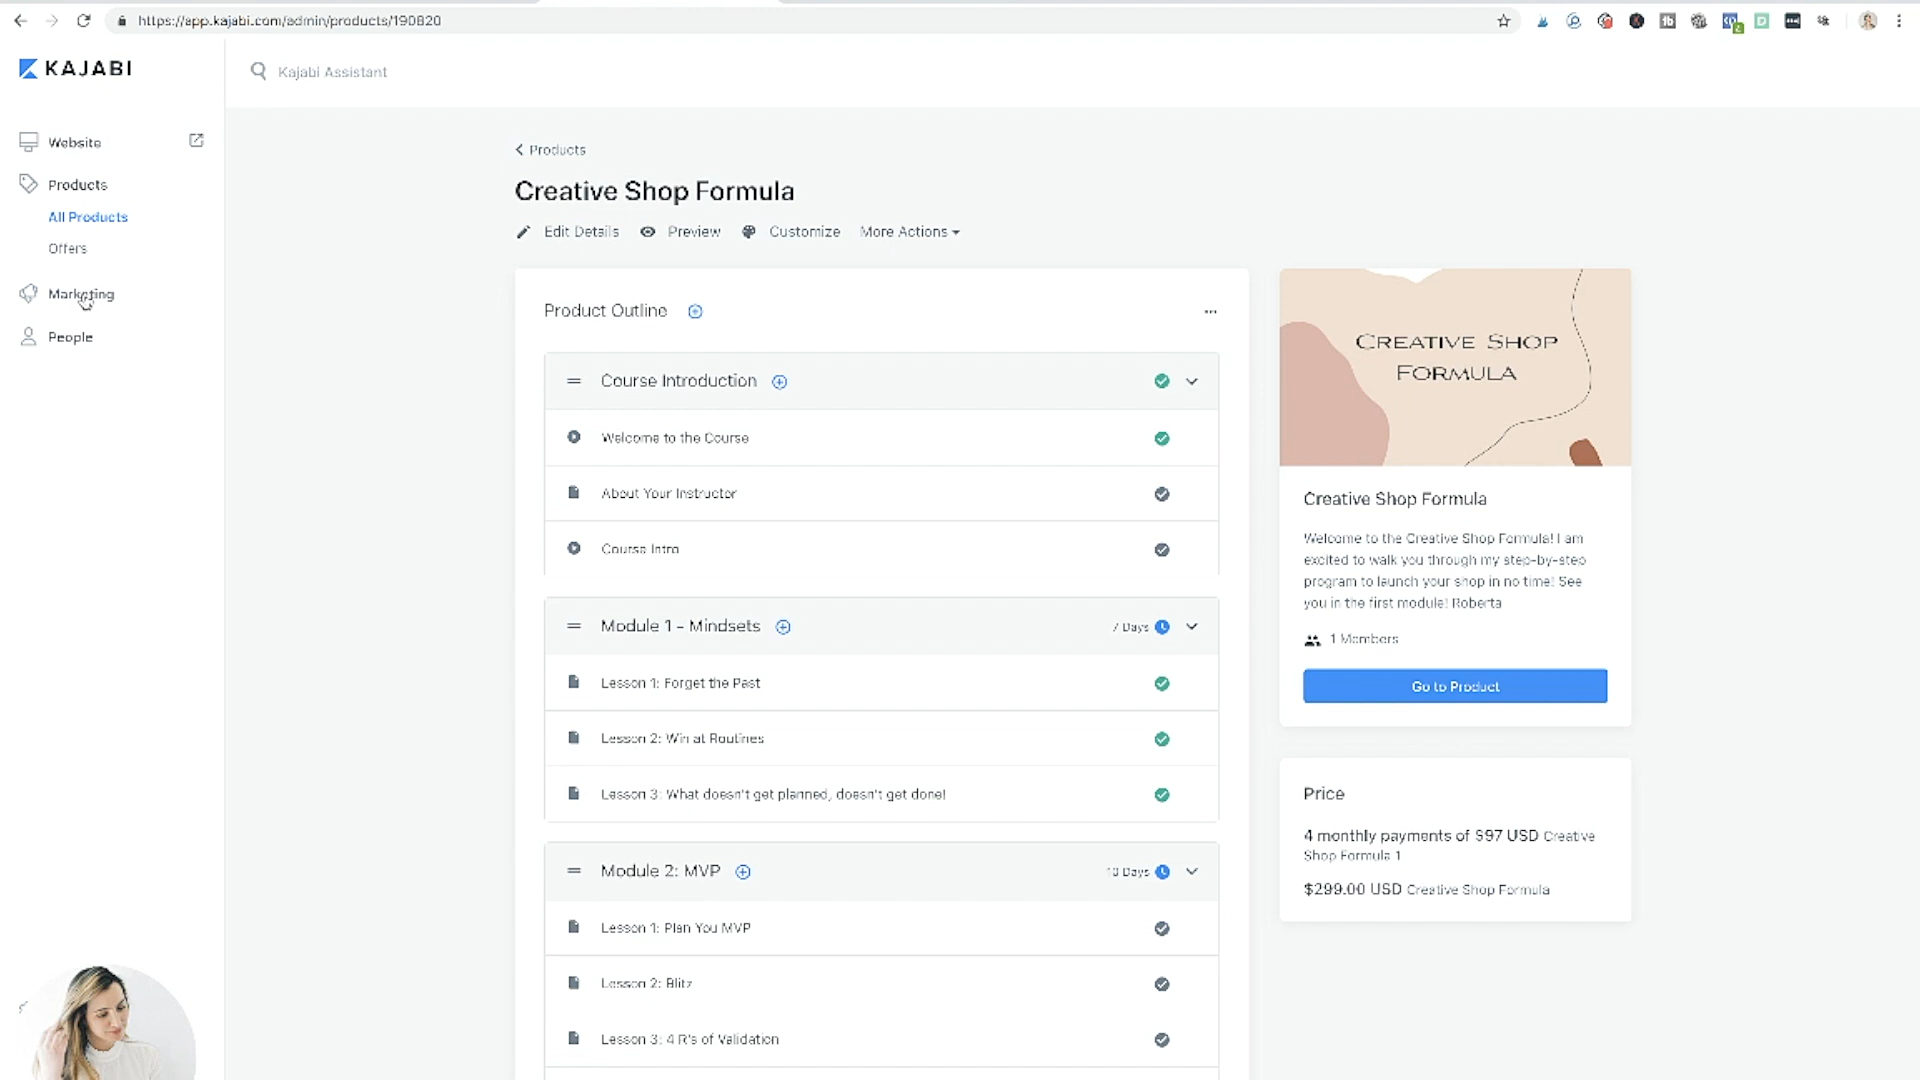 https://app.kajabi.com/admin/products/190820
KAJABI
Kajabi Assistant
Website
Products
All Products
Offers
Marketing
People
Products
Creative Shop Formula
Edit Details
Preview
Customize
More Actions
Product Outline
Course Introduction
Welcome to the Course
About Your Instructor
Course Intro
Module 1 - Mindsets
7 Days
Lesson 1: Forget the Past
Lesson 2: Win at Routines
Lesson 3: What doesn't get planned, doesn't get done!
Module 2: MVP
13 Days
Lesson 1: Plan You MVP
Lesson 2: Blitz
Lesson 3: 4 R's of Validation
CREATIVE SHOP
FORMULA
Creative Shop Formula
Welcome to the Creative Shop Formula! I am
excited to walk you through my step-by-step
program to launch your shop in no time! See
you in the first module! Roberta
1 Members
Go to Product
Price
4 monthly payments of $97 USD Creative
Shop Formula 1
$299.00 USD Creative Shop Formula